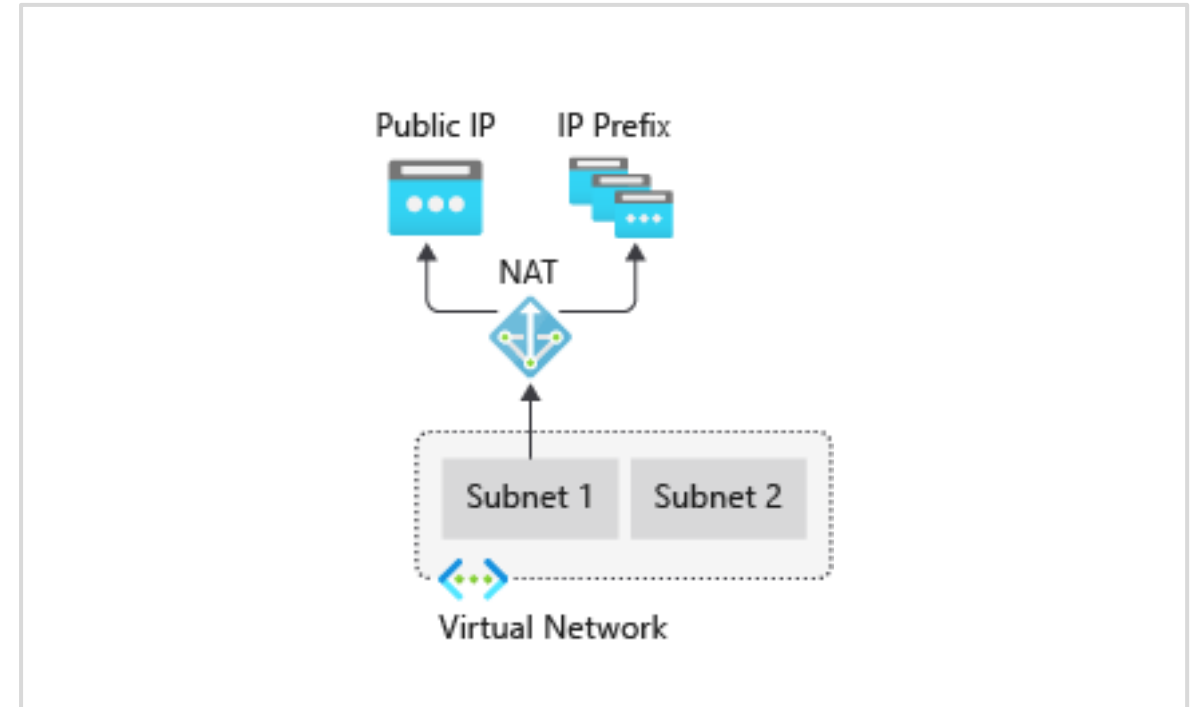 Public IP
IP Prefix
NAT
Subnet 1
Subnet 2
Virtual Network